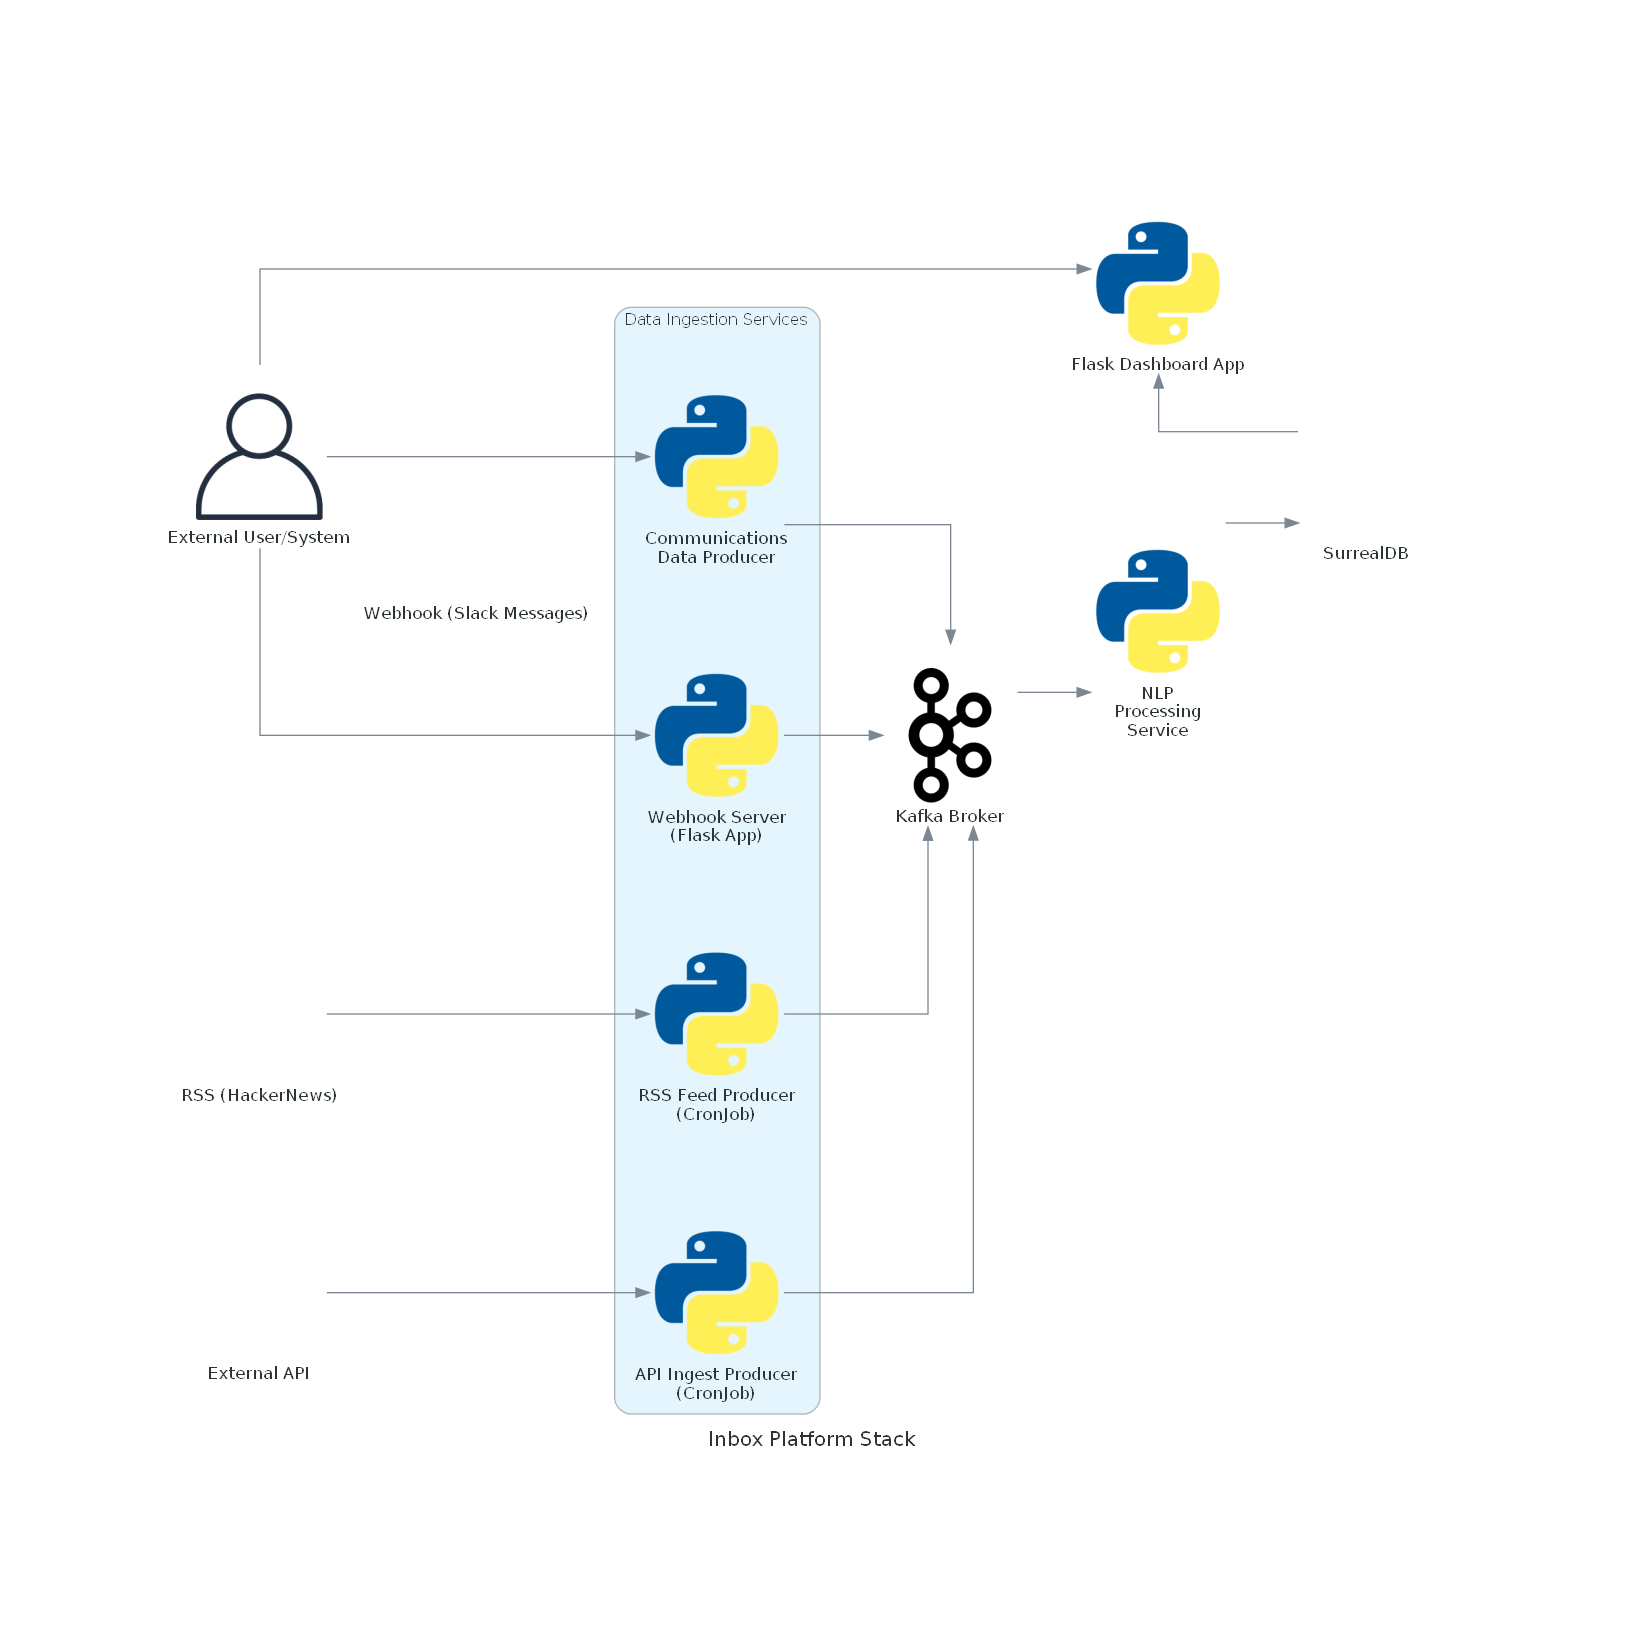 Flask Dashboard App
Data Ingestion Services
External User/System
Communications
Data Producer
SurrealDB
Webhook (Slack Messages)
NLP
Processing
Service
Webhook Server
(Flask App)
Kafka Broker
RSS (HackerNews)
RSS Feed Producer
(CronJob)
External API
API Ingest Producer
(CronJob)
Inbox Platform Stack